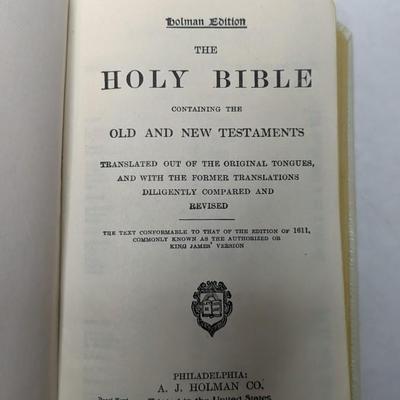 Holman Edition
THE
HOLY BIBLE
CONTAINING THE
OLD AND NEW TESTAMENTS
TRANSLATED OUT OF THE ORIGINAL TONGUES,
AND WITH THE FORMER TRANSLATIONS
DILIGENTLY COMPARED AND
REVISED
THE TEXT CONFORMABLE TO THAT OF THE EDITION OF 1611,
COMMONLY KNOWN AS THE AUTHORIZED OR
KING JAMES' VERSION
PHILADELPHIA:
A. J. HOLMAN CO.
in the United States